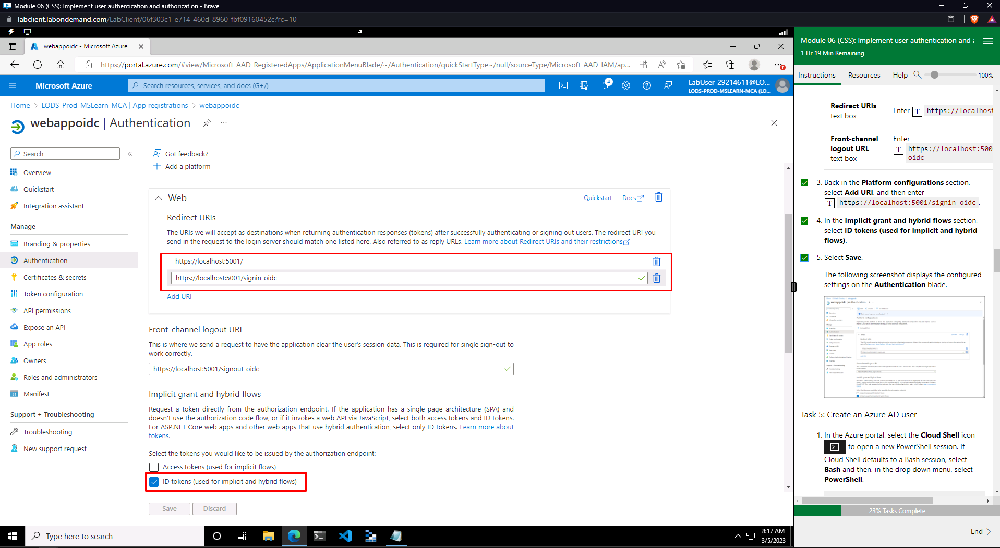 Module 06 (CSS): Implement user authentication and authorization - Brave
labclient.labondemand.com/LabClient/06f303c1-e714-460d-8960-fbf09160452c?rc=10
webappoidc - Microsoft Azure
https://portal.azure.com/#view/Microsoft_AAD_RegisteredApps/ApplicationMenuBlade/~/Authentication/quickStartType~/null/sourceType/Microsoft_AAD_IAM/ap...
Microsoft Azure
Search resources, services, and docs (G+/)
4
LabUser-29214611@LO...
LODS-PROD-MSLEARN-MCA (LO...
Home > LODS-Prod-MSLearn-MCA | App registrations > webappoidc
webappoidc | Authentication
Search
Overview
Quickstart
Integration assistant
Manage
Branding & properties
Authentication
Certificates & secrets
Token configuration
API permissions
Expose an API
App roles
Owners
Roles and administrators
Manifest
Support + Troubleshooting
Troubleshooting
New support request
Got feedback?
Add a platform
Web
Quickstart
Docs
Redirect URIs
The URIs we will accept as destinations when returning authentication responses (tokens) after successfully authenticating or signing out users. The redirect URI you
send in the request to the login server should match one listed here. Also referred to as reply URLs. Learn more about Redirect URIs and their restrictions
https://localhost:5001/
https://localhost:5001/signin-oidc
Add URI
Front-channel logout URL
This is where we send a request to have the application clear the user's session data. This is required for single sign-out to
work correctly.
https://localhost:5001/signout-oidc
Implicit grant and hybrid flows
Request a token directly from the authorization endpoint. If the application has a single-page architecture (SPA) and
doesn't use the authorization code flow, or if it invokes a web API via JavaScript, select both access tokens and ID tokens.
For ASP.NET Core web apps and other web apps that use hybrid authentication, select only ID tokens. Learn more about
tokens.
Select the tokens you would like to be issued by the authorization endpoint:
Access tokens (used for implicit flows)
ID tokens (used for implicit and hybrid flows)
Save
Discard
Type here to search
8:17 AM
3/5/2023
Module 06 (CSS): Implement user authentication and a
1 Hr 19 Min Remaining
Instructions
Resources
Help
100%
Redirect URIs
text box
Enter T https://localhost
Front-channel
logout URL
text box
Enter
T https://localhost:500
oidc
3. Back in the Platform configurations section,
select Add URI, and then enter
T https://localhost:5001/signin-oidc .
4. In the Implicit grant and hybrid flows section,
select ID tokens (used for implicit and hybrid
flows).
5. Select Save.
The following screenshot displays the configured
settings on the Authentication blade.
Task 5: Create an Azure AD user
1. In the Azure portal, select the Cloud Shell icon
to open a new PowerShell session. If
Cloud Shell defaults to a Bash session, select
Bash and then, in the drop down menu, select
PowerShell.
23% Tasks Complete
End